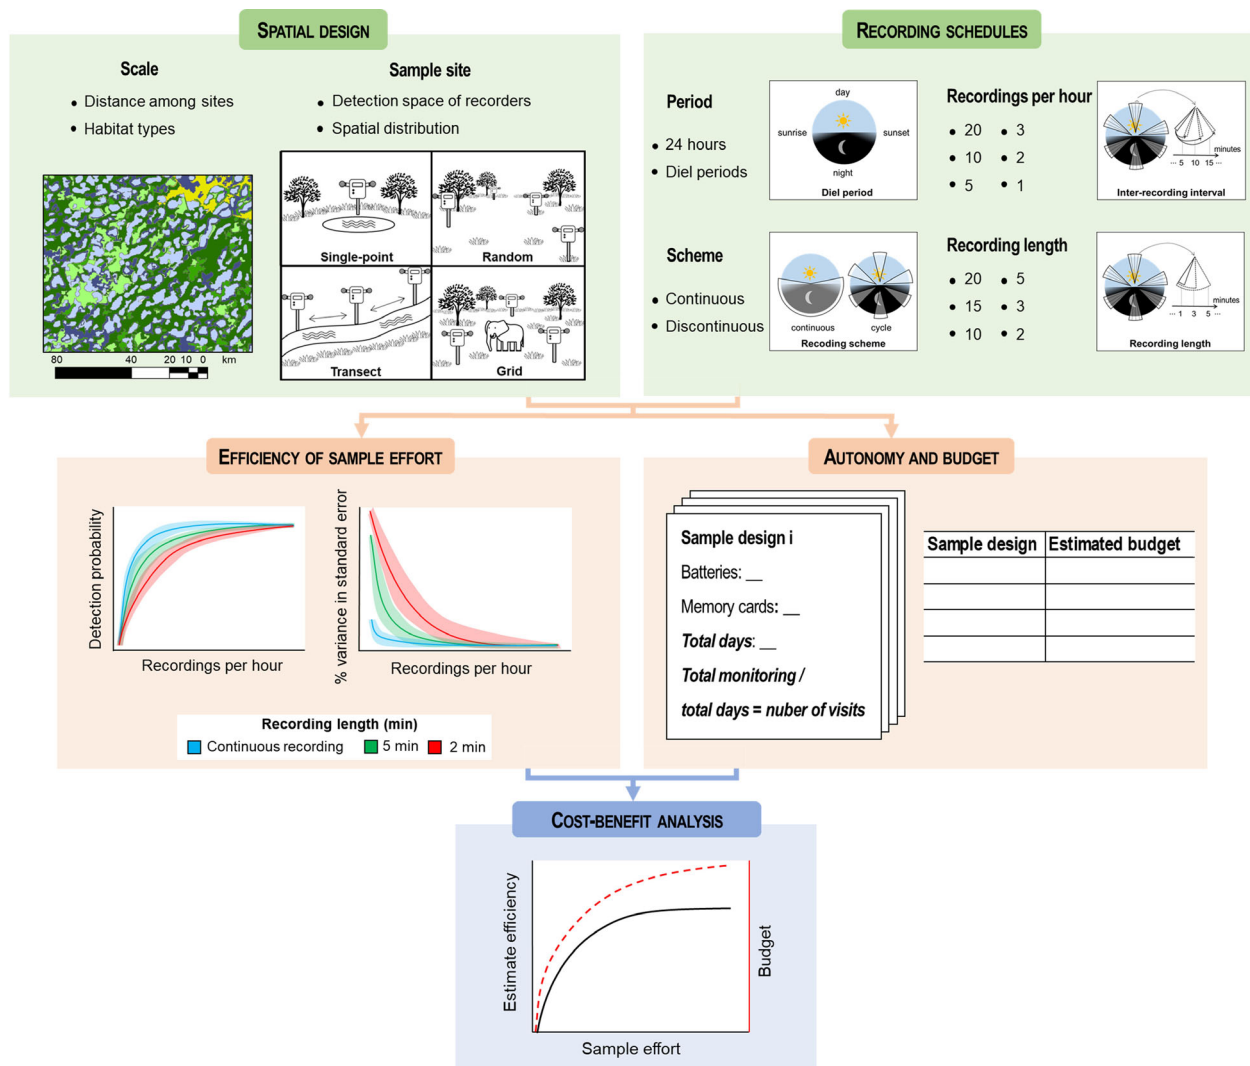 SPATIAL DESIGN
Scale
• Distance among sites
• Habitat types
Sample site
• Detection space of recorders
• Spatial distribution
80 40 20 10 0 km
Single-point
Random
Transect
Grid
RECORDING SCHEDULES
Period
• 24 hours
• Diel periods
day
sunrise
sunset
night
Diel period
Recordings per hour
• 20 • 3
• 10 • 2
• 5 • 1
minutes
··· 5 10 15 ···
Inter-recording interval
Scheme
• Continuous
• Discontinuous
continuous
cycle
Recoding scheme
Recording length
• 20 • 5
• 15 • 3
• 10 • 2
minutes
··· 1 3 5 ···
Recording length
EFFICIENCY OF SAMPLE EFFORT
Detection probability
Recordings per hour
% variance in standard error
Recordings per hour
Recording length (min)
Continuous recording
5 min
2 min
AUTONOMY AND BUDGET
Sample design i
Batteries: __
Memory cards: __
Total days: __
Total monitoring /
total days = nuber of visits
Sample design
Estimated budget
COST-BENEFIT ANALYSIS
Estimate efficiency
Budget
Sample effort